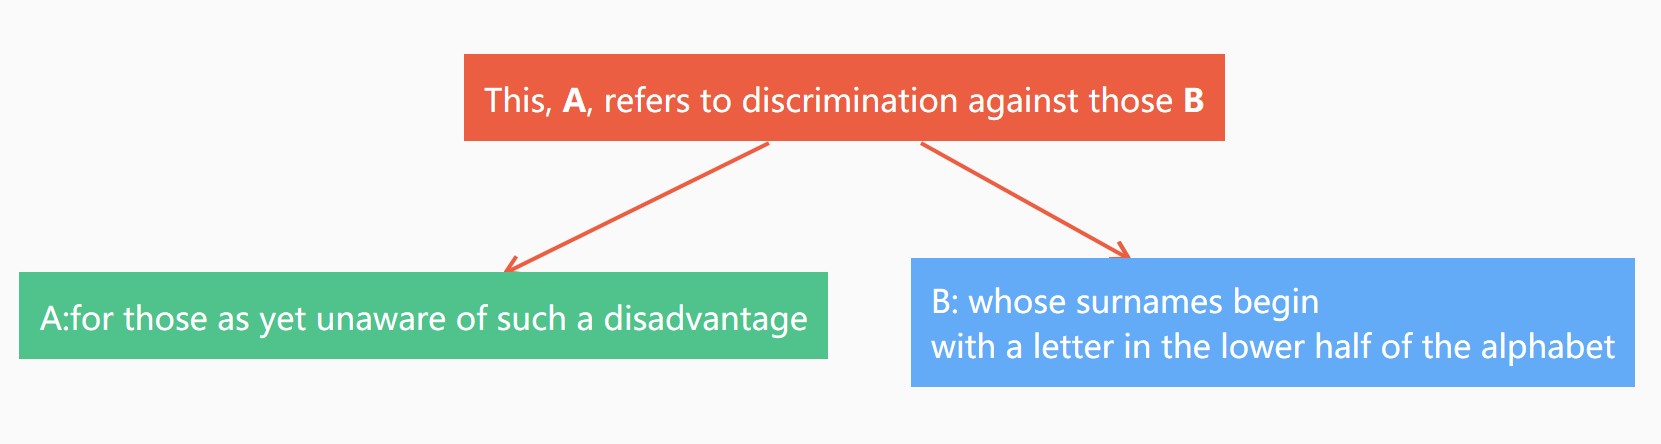 This, A, refers to discrimination against those B
A:for those as yet unaware of such a disadvantage
B: whose surnames begin
with a letter in the lower half of the alphabet